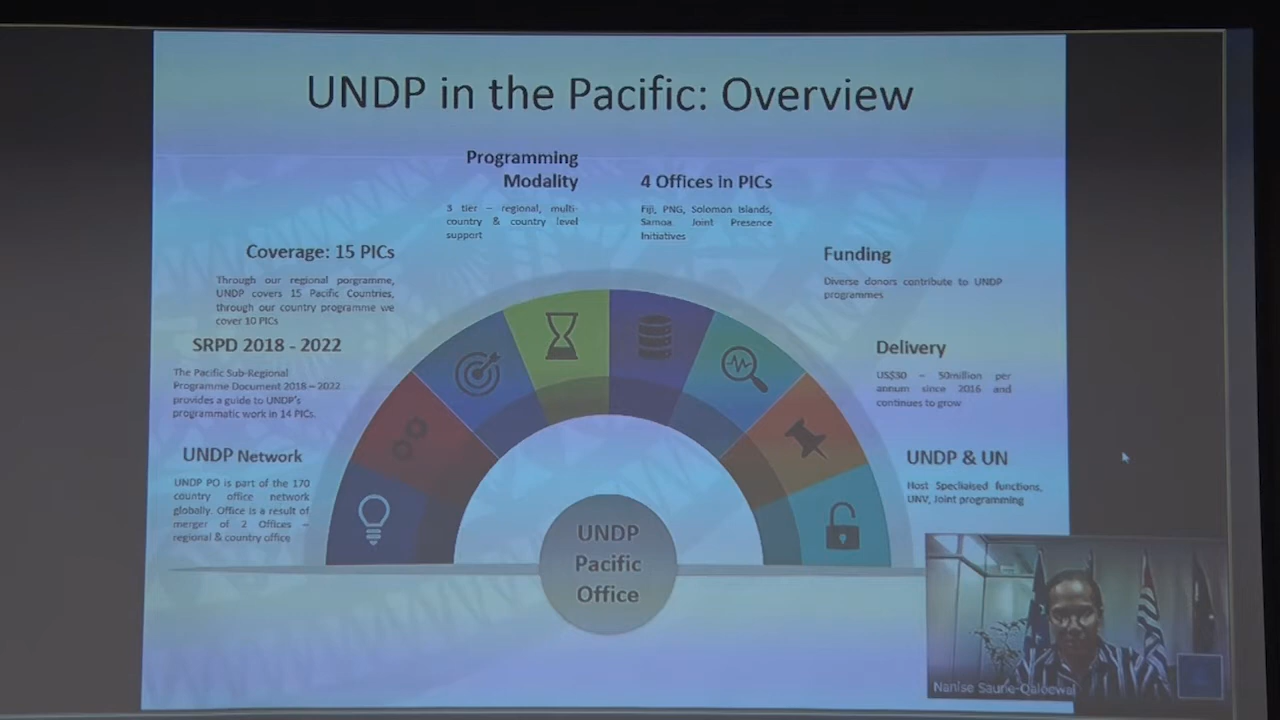 UNDP in the Pacific: Overview
Programming
Modality
3 tier – regional, multi-
country & country level
support
4 Offices in PICs
Fiji, PNG, Solomon Islands,
Samoa. Joint Presence
Initiatives
Coverage: 15 PICs
Through our regional porgramme,
UNDP covers 15 Pacific Countries,
through our country programme we
cover 10 PICs
Funding
Diverse donors contribute to UNDP
programmes
SRPD 2018 - 2022
The Pacific Sub-Regional
Programme Document 2018 – 2022
provides a guide to UNDP's
programmatic work in 14 PICs.
Delivery
US$30 – 50million per
annum since 2016 and
continues to grow
UNDP Network
UNDP PO is part of the 170
country office network
globally. Office is a result of
merger of 2 Offices –
regional & country office
UNDP & UN
Host Specliaised functions,
UNV, Joint programming
UNDP
Pacific
Office
Nanise